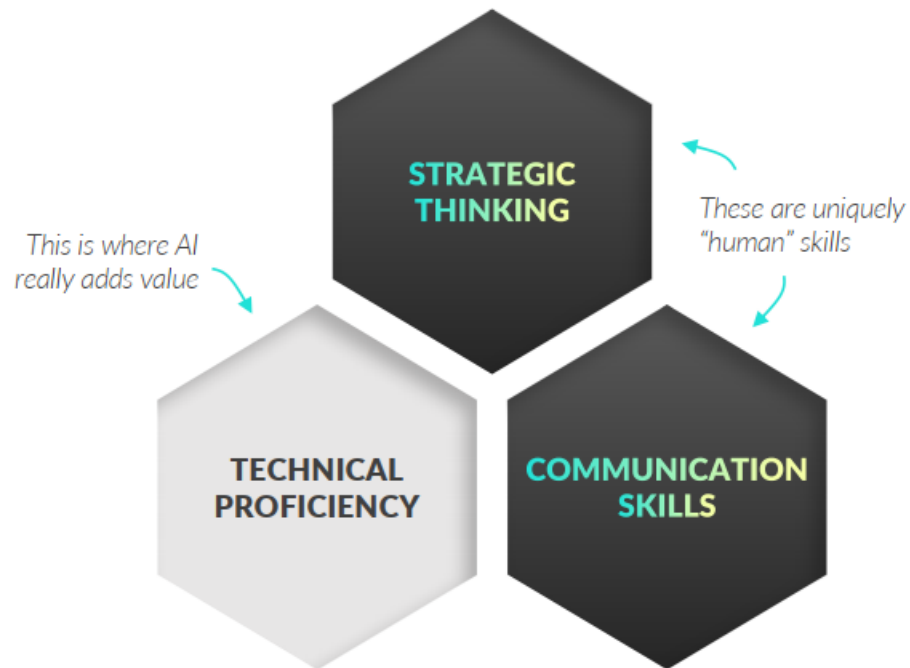 STRATEGIC
THINKING
These are uniquely
“human” skills
This is where AI
really adds value
TECHNICAL
PROFICIENCY
COMMUNICATION
SKILLS